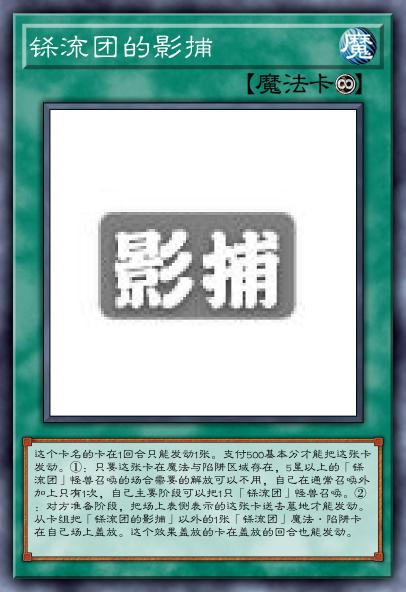 铩流团的影捕
魔
【魔法卡∞】
影捕
这个卡名的卡在1回合只能发动1张。支付500基本分才能把这张卡
发动。①：只要这张卡在魔法与陷阱区域存在，5星以上的「铩
流团」怪兽召唤的场合需要的解放可以不用，自己在通常召唤外
加上只有1次，自己主要阶段可以把1只「铩流团」怪兽召唤。②
：对方准备阶段，把场上表侧表示的这张卡送去墓地才能发动。
从卡组把「铩流团的影捕」以外的1张「铩流团」魔法·陷阱卡
在自己场上盖放。这个效果盖放的卡在盖放的回合也能发动。